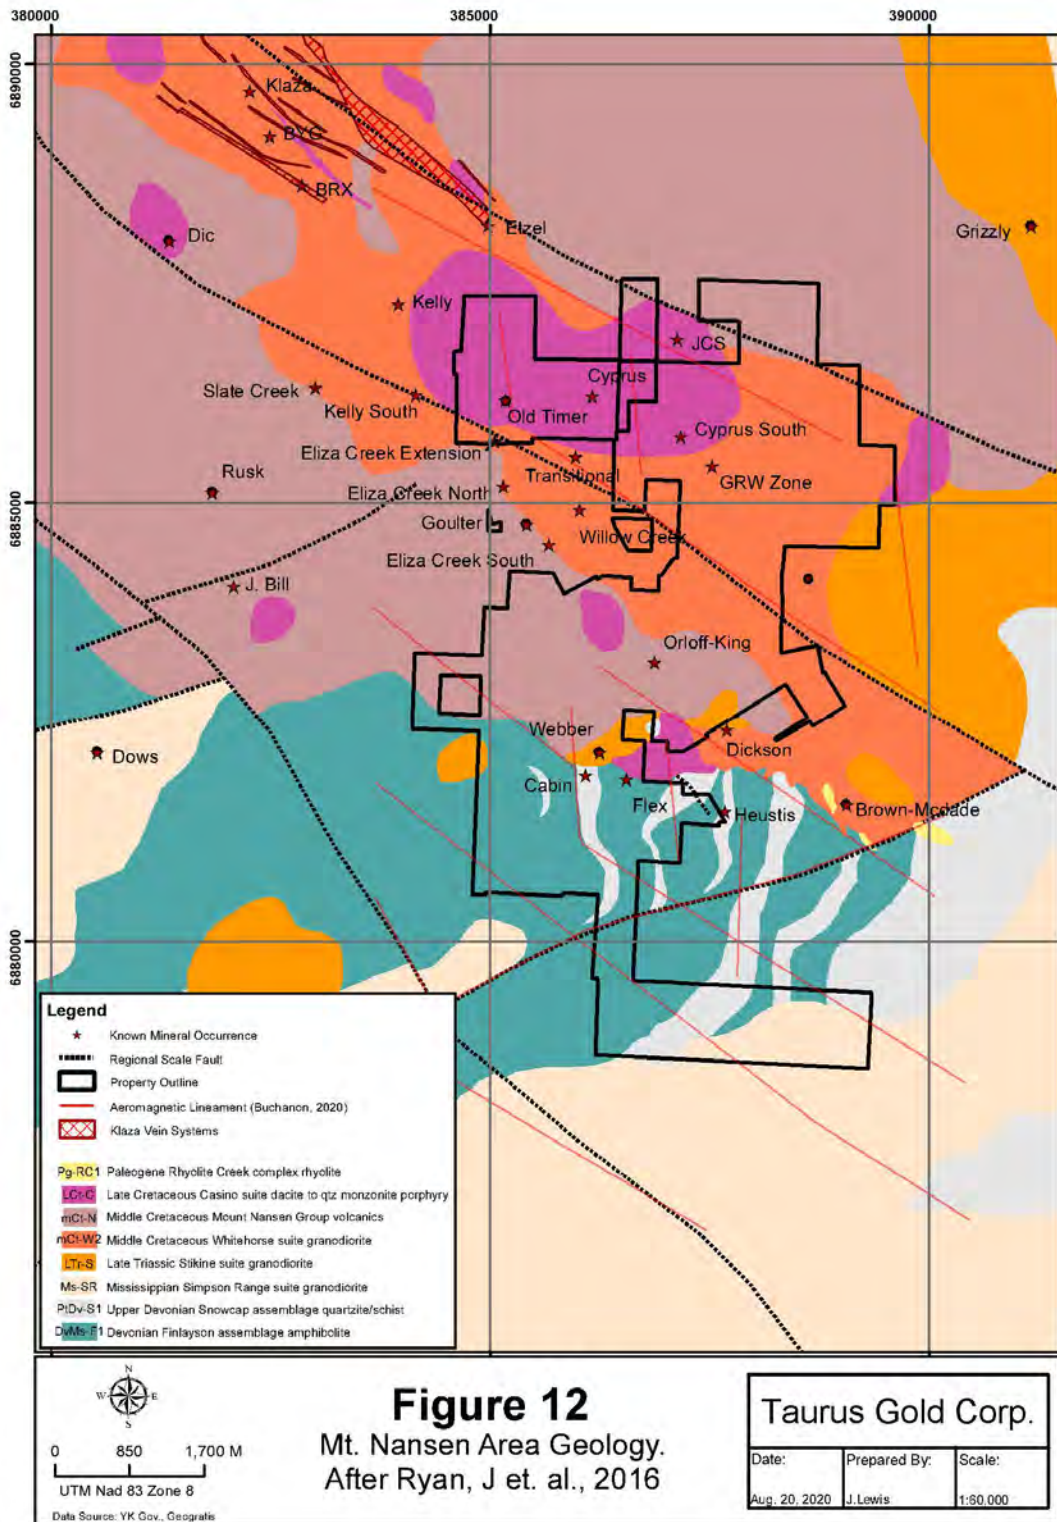 380000 385000 390000
6890000
6885000
6880000
Klaza
BYG
BRX
Etzel
Dic
Grizzly
Kelly
JCS
Cyprus
Slate Creek
Kelly South
Old Timer
Cyprus South
Eliza Creek Extension
Transitional
GRW Zone
Rusk
Eliza Creek North
Goulter
Willow Creek
Eliza Creek South
J. Bill
Orloff-King
Webber
Dickson
Dows
Cabin
Flex
Heustis
Brown-Mcdade
Legend
Known Mineral Occurrence
Regional Scale Fault
Property Outline
Aeromagnetic Lineament (Buchanon, 2020)
Klaza Vein Systems
Pg-RC1 Paleogene Rhyolite Creek complex rhyolite
LCt-C Late Cretaceous Casino suite dacite to qtz monzonite porphyry
mCt-N Middle Cretaceous Mount Nansen Group volcanics
mCt-W2 Middle Cretaceous Whitehorse suite granodiorite
LTr-S Late Triassic Stikine suite granodiorite
Ms-SR Mississippian Simpson Range suite granodiorite
PtDv-S1 Upper Devonian Snowcap assemblage quartzite/schist
DvMs-F1 Devonian Finlayson assemblage amphibolite
N
W E
S
0 850 1,700 M
UTM Nad 83 Zone 8
Data Source: YK Gov., Geogratis
Figure 12
Mt. Nansen Area Geology.
After Ryan, J et. al., 2016
Taurus Gold Corp.
Date: Prepared By: Scale:
Aug. 20, 2020 J.Lewis 1:60,000